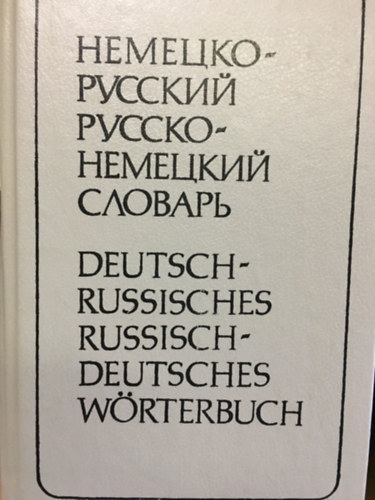 НЕМЕЦКО-
РУССКИЙ
РУССКО-
НЕМЕЦКИЙ
СЛОВАРЬ
DEUTSCH-
RUSSISCHES
RUSSISCH-
DEUTSCHES
WÖRTERBUCH